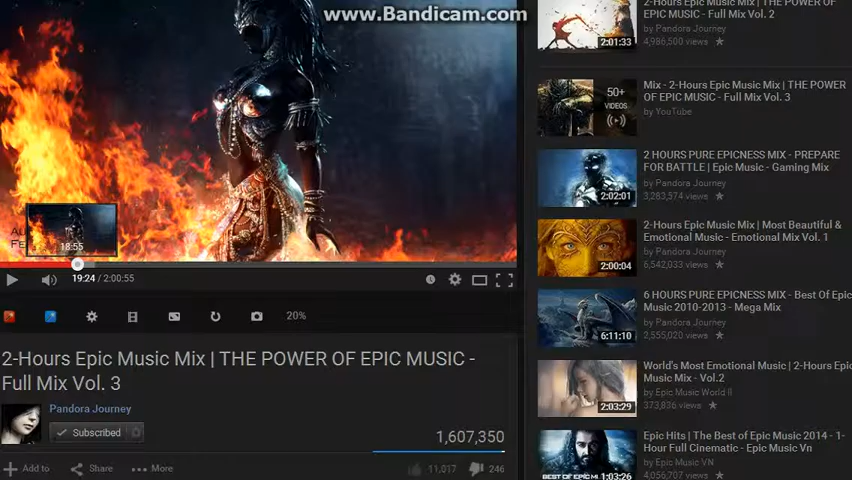 www.Bandicam.com
18:55
19:24 / 2:00:55
20%
2-Hours Epic Music Mix | THE POWER OF EPIC MUSIC -
Full Mix Vol. 3
Pandora Journey
Subscribed
1,607,350
Add to
Share
More
11,017
246
2-Hours Epic Music Mix | THE POWER OF
EPIC MUSIC - Full Mix Vol. 2
by Pandora Journey
4,986,500 views
2:01:33
50+
VIDEOS
Mix - 2-Hours Epic Music Mix | THE POWER
OF EPIC MUSIC - Full Mix Vol. 3
by YouTube
2 HOURS PURE EPICNESS MIX - PREPARE
FOR BATTLE | Epic Music - Gaming Mix
by Pandora Journey
3,283,574 views
2:02:01
2-Hours Epic Music Mix | Most Beautiful &
Emotional Music - Emotional Mix Vol. 1
by Pandora Journey
6,542,033 views
2:00:04
6 HOURS PURE EPICNESS MIX - Best Of Epic
Music 2010-2013 - Mega Mix
by Pandora Journey
2,555,020 views
6:11:10
World's Most Emotional Music | 2-Hours Epic
Music Mix - Vol.2
by Epic Music World II
373,836 views
2:03:29
Epic Hits | The Best of Epic Music 2014 - 1-
Hour Full Cinematic - Epic Music Vn
by Epic Music VN
4,056,707 views
BEST OF EPIC
1:03:26